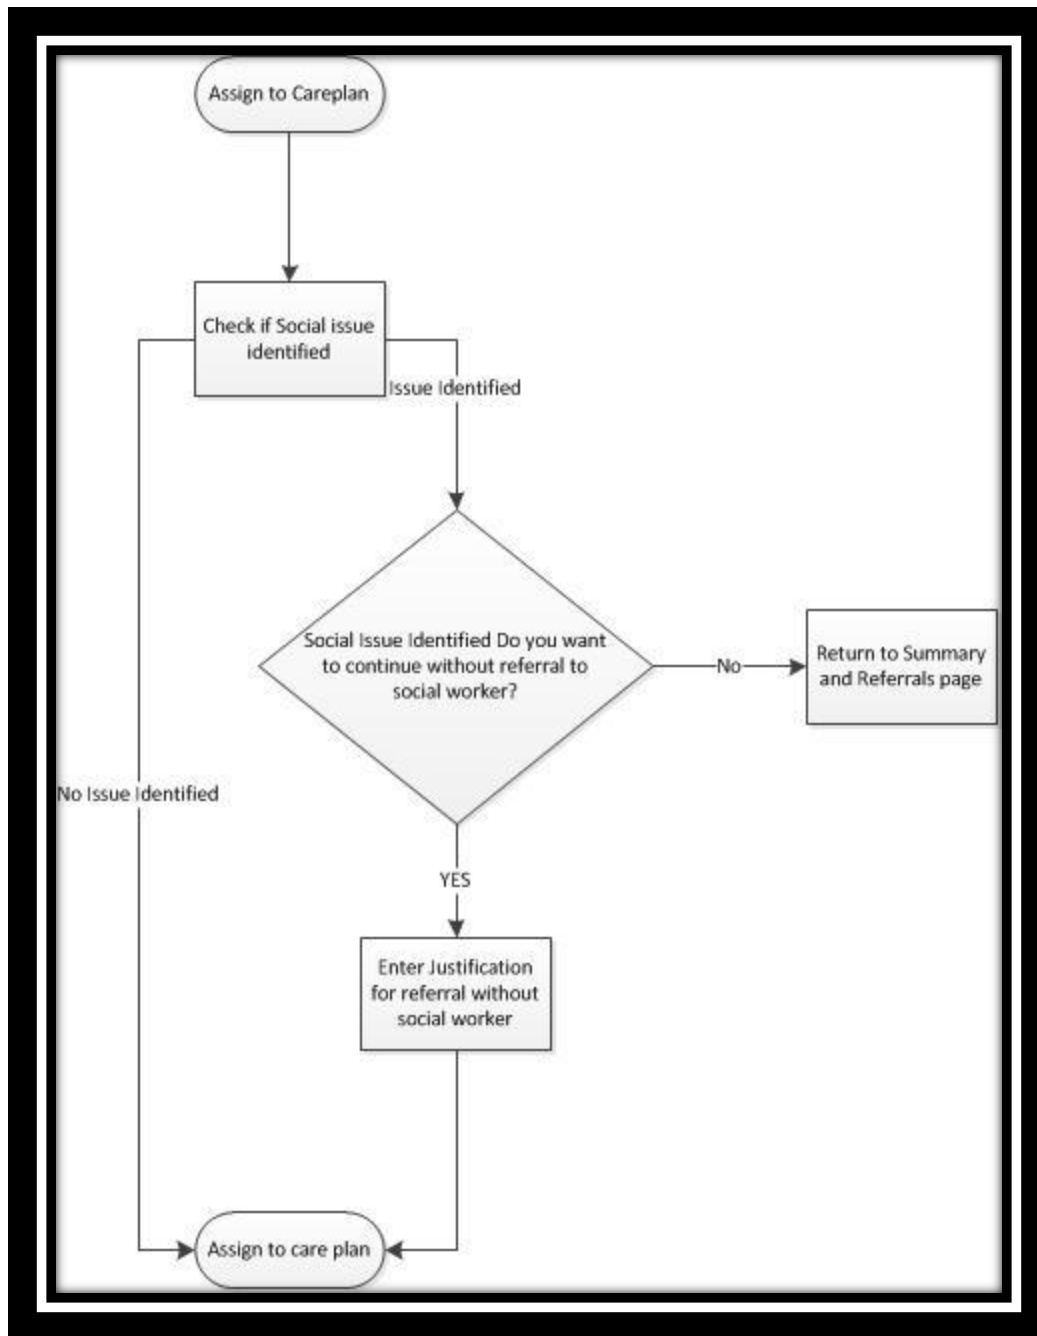 Assign to Careplan
Check if Social issue
identified
Issue Identified
Social Issue Identified Do you want
to continue without referral to
social worker?
No
Return to Summary
and Referrals page
No Issue Identified
YES
Enter Justification
for referral without
social worker
Assign to care plan